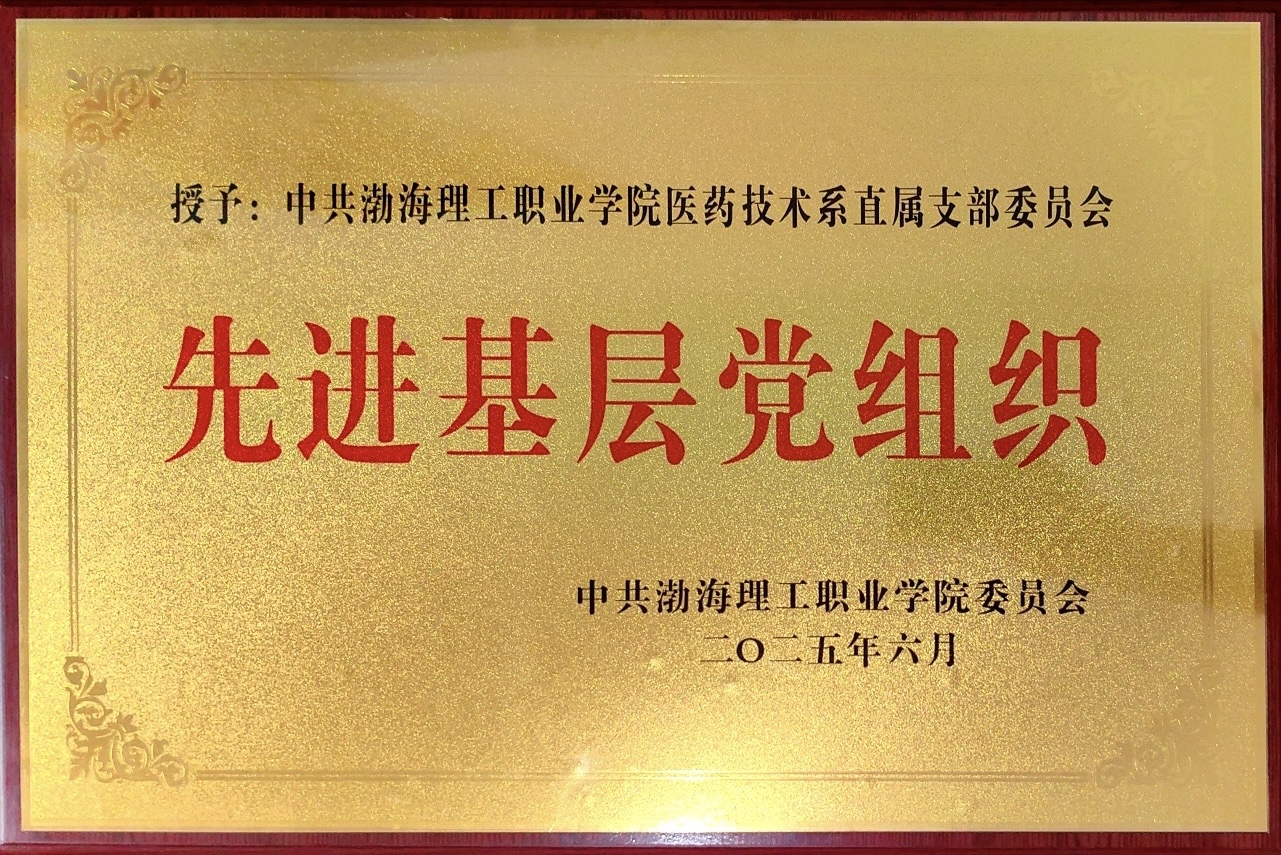 授予：中共渤海理工职业学院医药技术系直属支部委员会
先进基层党组织
中共渤海理工职业学院委员会
二〇二五年六月